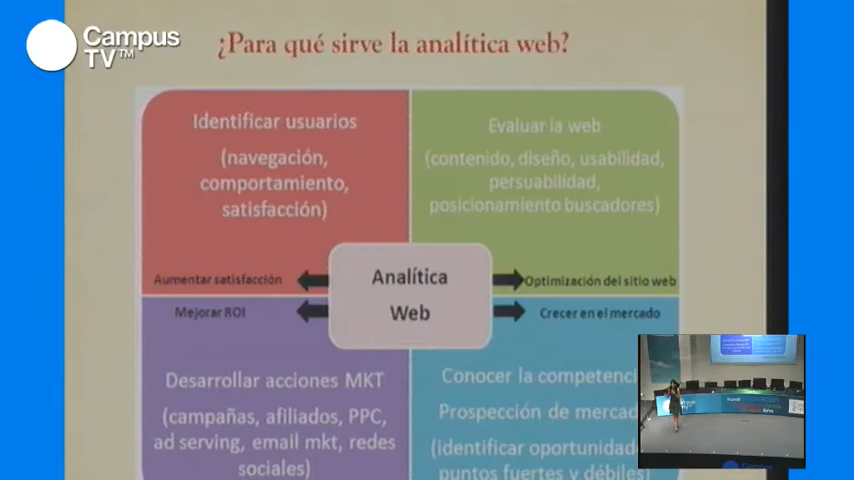 Campus
TV™
¿Para qué sirve la analítica web?
Identificar usuarios
(navegación,
comportamiento,
satisfacción)
Aumentar satisfacción
Evaluar la web
(contenido, diseño, usabilidad,
persuabilidad,
posicionamiento buscadores)
Optimización del sitio web
Analítica
Web
Mejorar ROI
Desarrollar acciones MKT
(campañas, afiliados, PPC,
ad serving, email mkt, redes
sociales)
Crecer en el mercado
Conocer la competenci
Prospección de mercad
(identificar oportunidad
puntos fuertes y débiles)
Campus